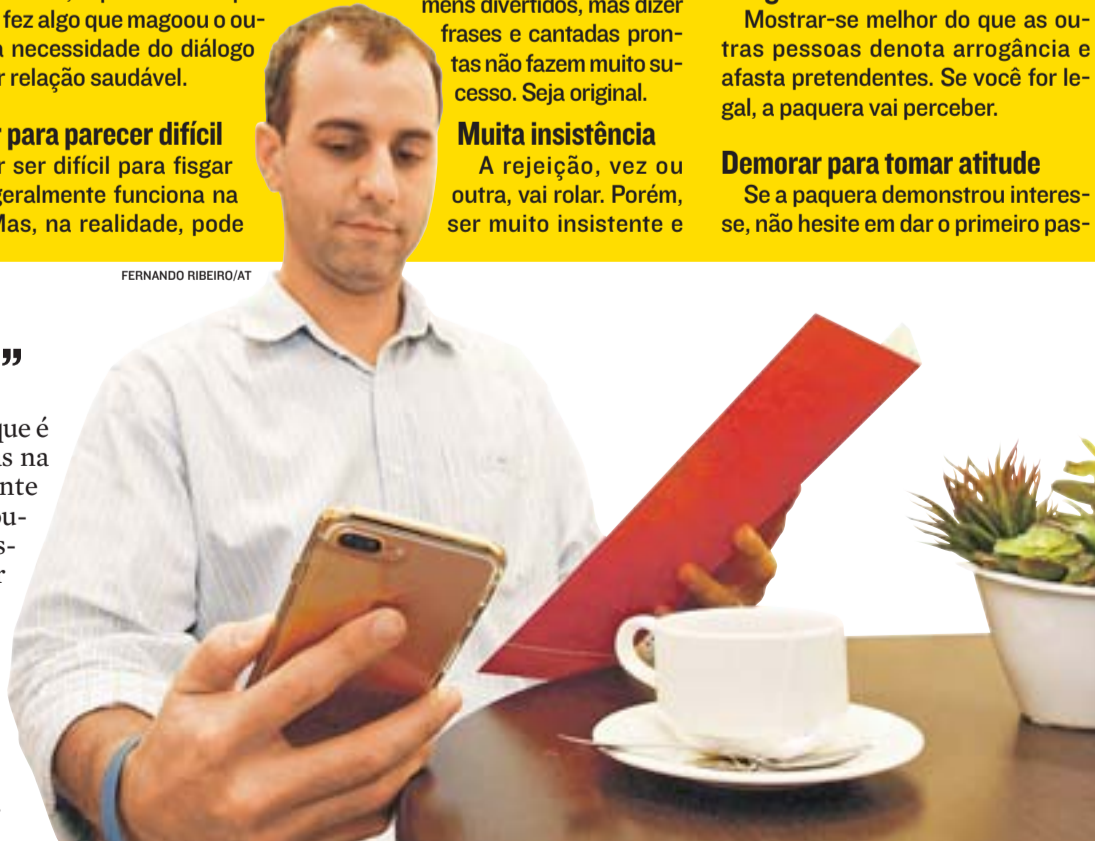 fez algo que magoou o ou-
necessidade do diálogo
relação saudável.
para parecer difícil
ser difícil para fisgar
geralmente funciona na
Mas, na realidade, pode
mens divertidos, mas dizer
frases e cantadas pron-
tas não fazem muito su-
cesso. Seja original.
Muita insistência
A rejeição, vez ou
outra, vai rolar. Porém,
ser muito insistente e
Mostrar-se melhor do que as ou-
tras pessoas denota arrogância e
afasta pretendentes. Se você for le-
gal, a paquera vai perceber.
Demorar para tomar atitude
Se a paquera demonstrou interes-
se, não hesite em dar o primeiro pas-
FERNANDO RIBEIRO/AT
”
que é
na